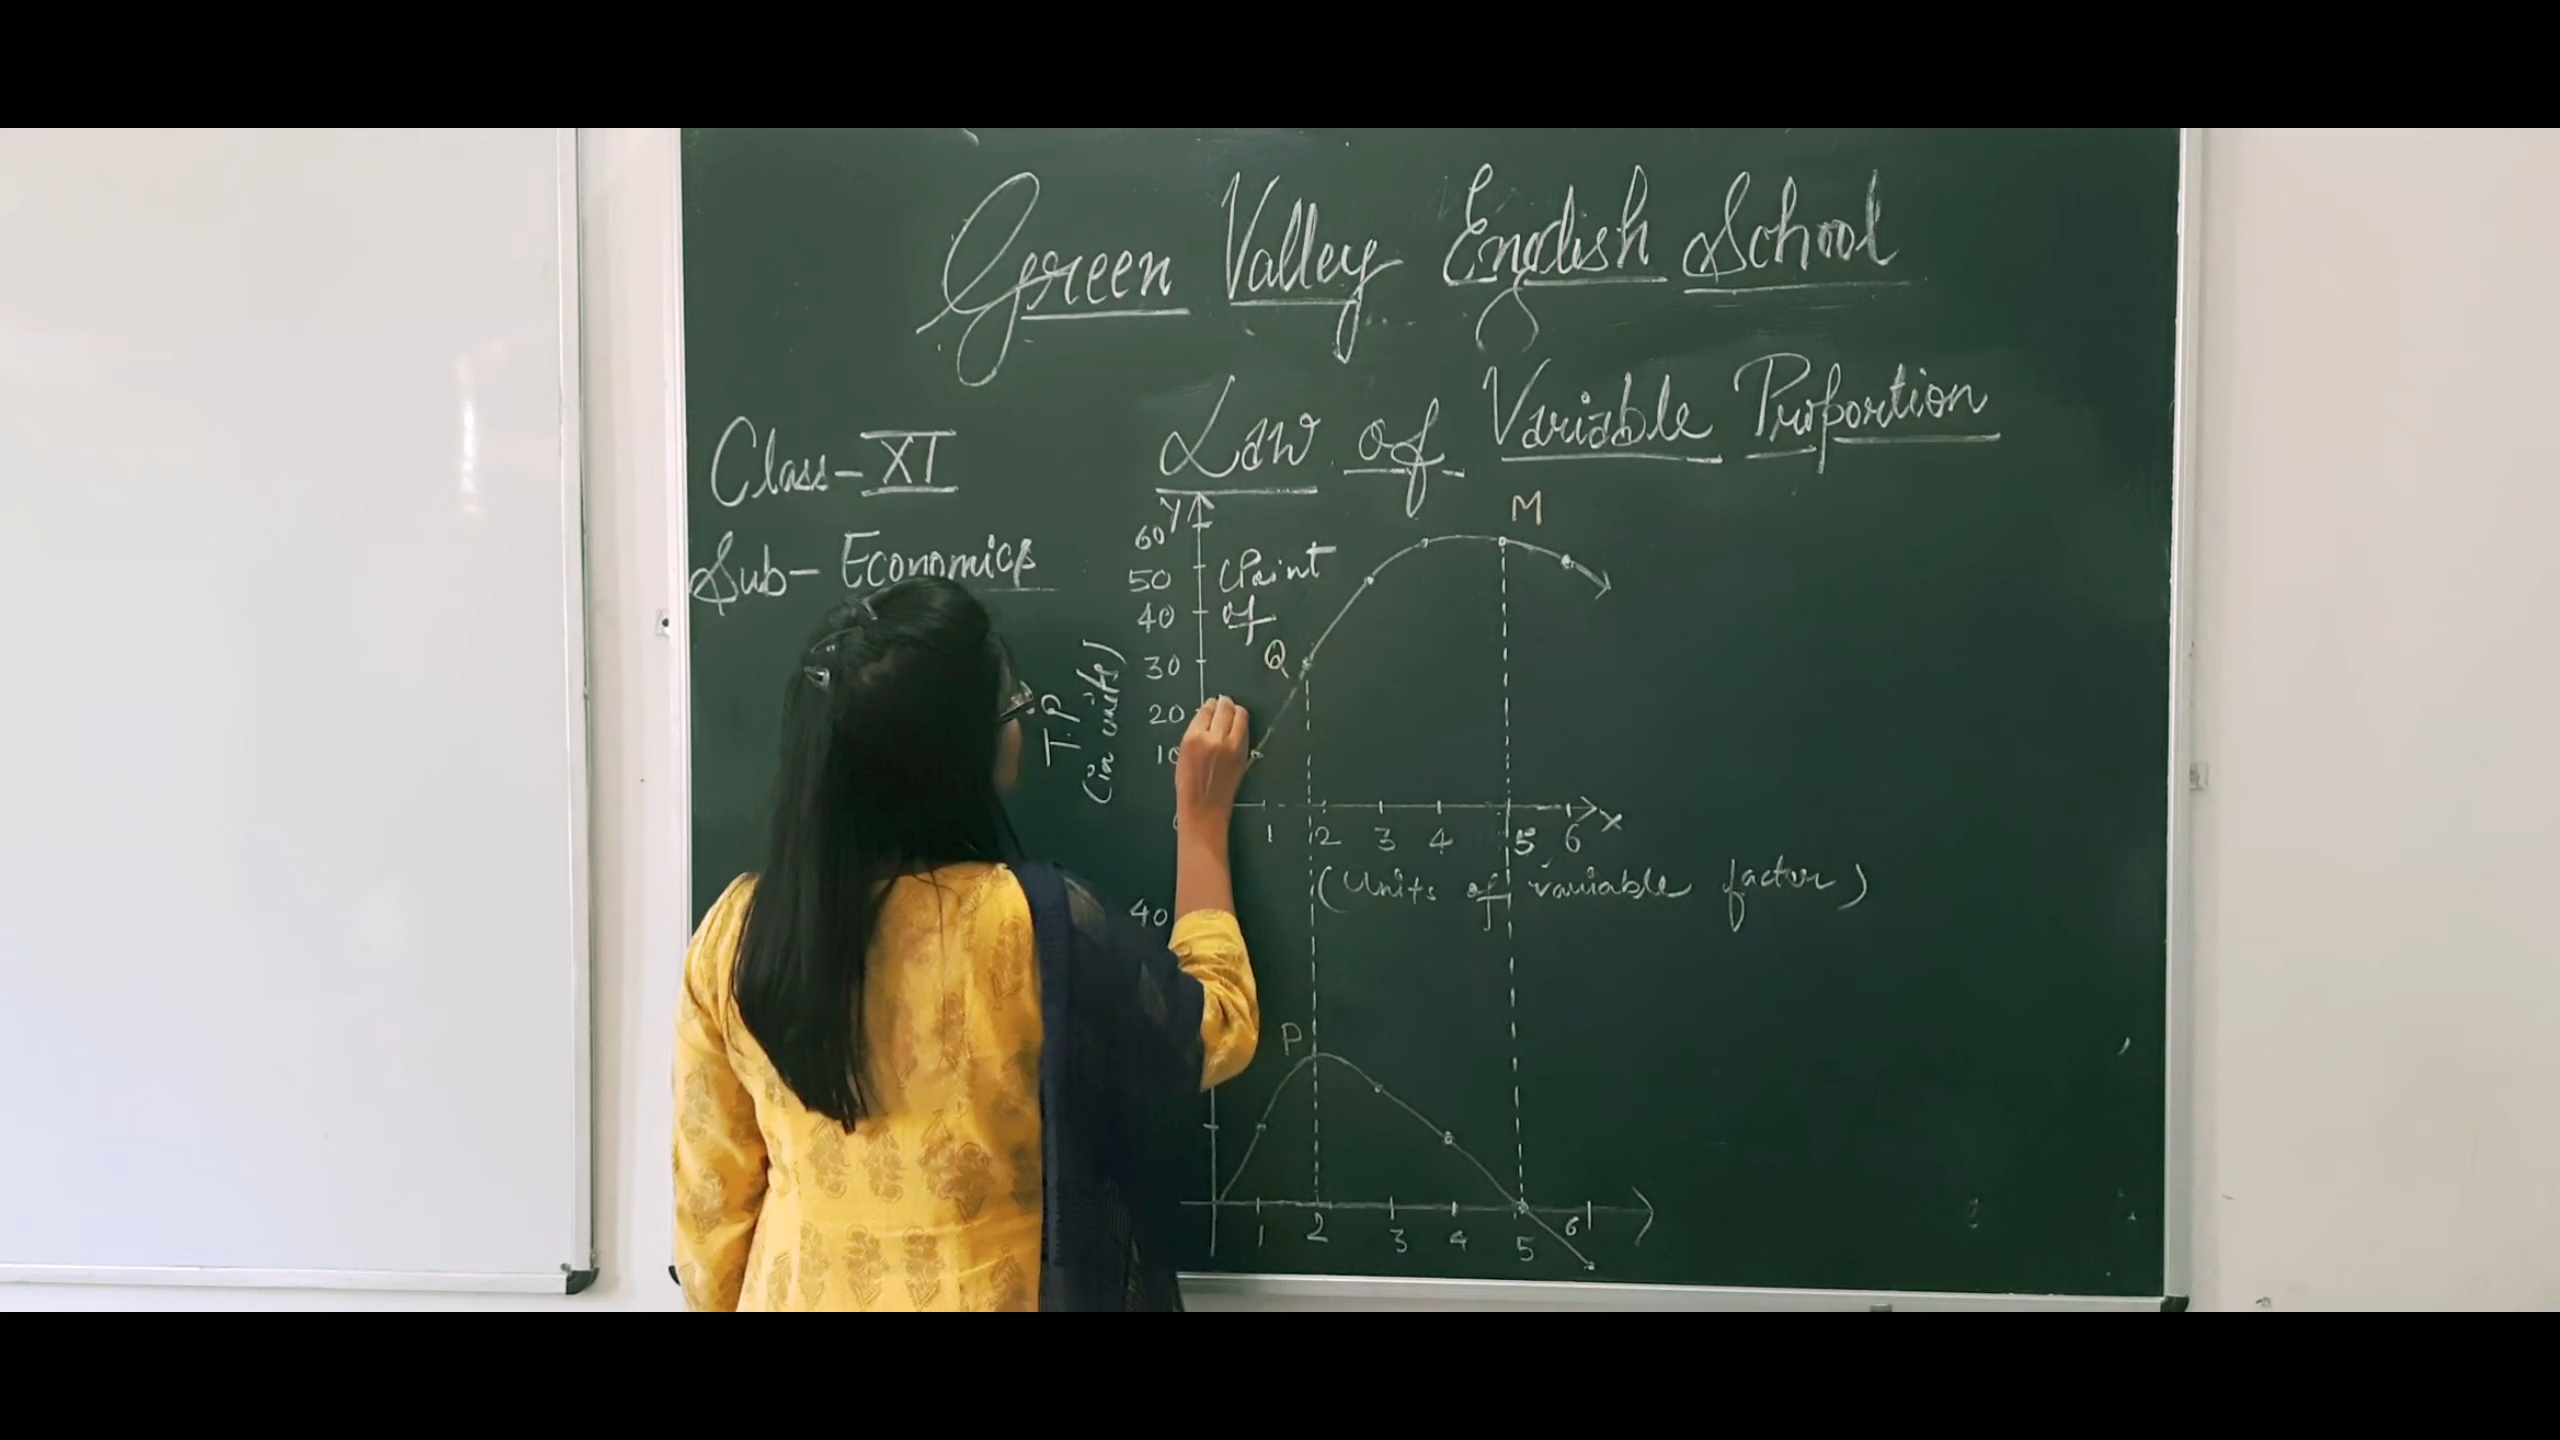 Green Valley English School
Law of Variable Proportion
Class-XI
Sub- Economics
Y
M
60
50
40
30
20
10
(Point
of
Q
T.P
(in units)
1 2 3 4 5 6 X
(Units of variable factor)
40
P
1 2 3 4 5 6